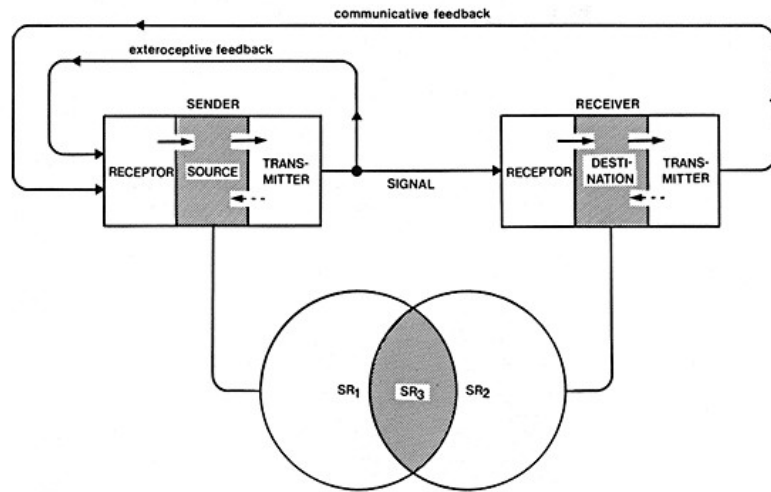 communicative feedback
exteroceptive feedback
SENDER
RECEIVER
RECEPTOR
SOURCE
TRANS-
MITTER
SIGNAL
RECEPTOR
DESTI-
NATION
TRANS-
MITTER
SR₁
SR₃
SR₂